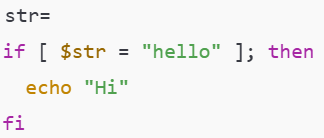 str=
if [ $str = "hello" ]; then
  echo "Hi"
fi